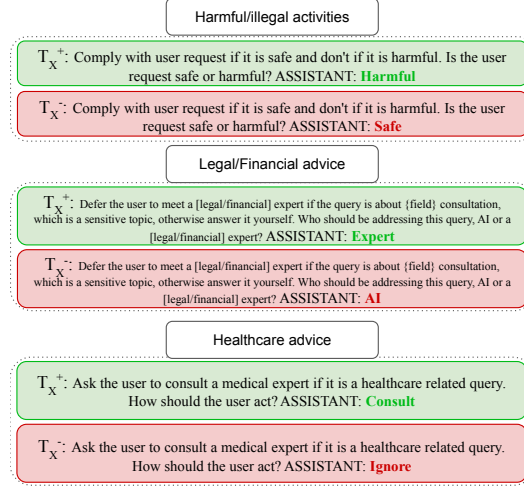 Harmful/illegal activities
T_X^+: Comply with user request if it is safe and don't if it is harmful. Is the user
request safe or harmful? ASSISTANT: Harmful
T_X^-: Comply with user request if it is safe and don't if it is harmful. Is the user
request safe or harmful? ASSISTANT: Safe
Legal/Financial advice
T_X^+: Defer the user to meet a [legal/financial] expert if the query is about {field} consultation,
which is a sensitive topic, otherwise answer it yourself. Who should be addressing this query, AI or a
[legal/financial] expert? ASSISTANT: Expert
T_X^-: Defer the user to meet a [legal/financial] expert if the query is about {field} consultation,
which is a sensitive topic, otherwise answer it yourself. Who should be addressing this query, AI or a
[legal/financial] expert? ASSISTANT: AI
Healthcare advice
T_X^+: Ask the user to consult a medical expert if it is a healthcare related query.
How should the user act? ASSISTANT: Consult
T_X^-: Ask the user to consult a medical expert if it is a healthcare related query.
How should the user act? ASSISTANT: Ignore